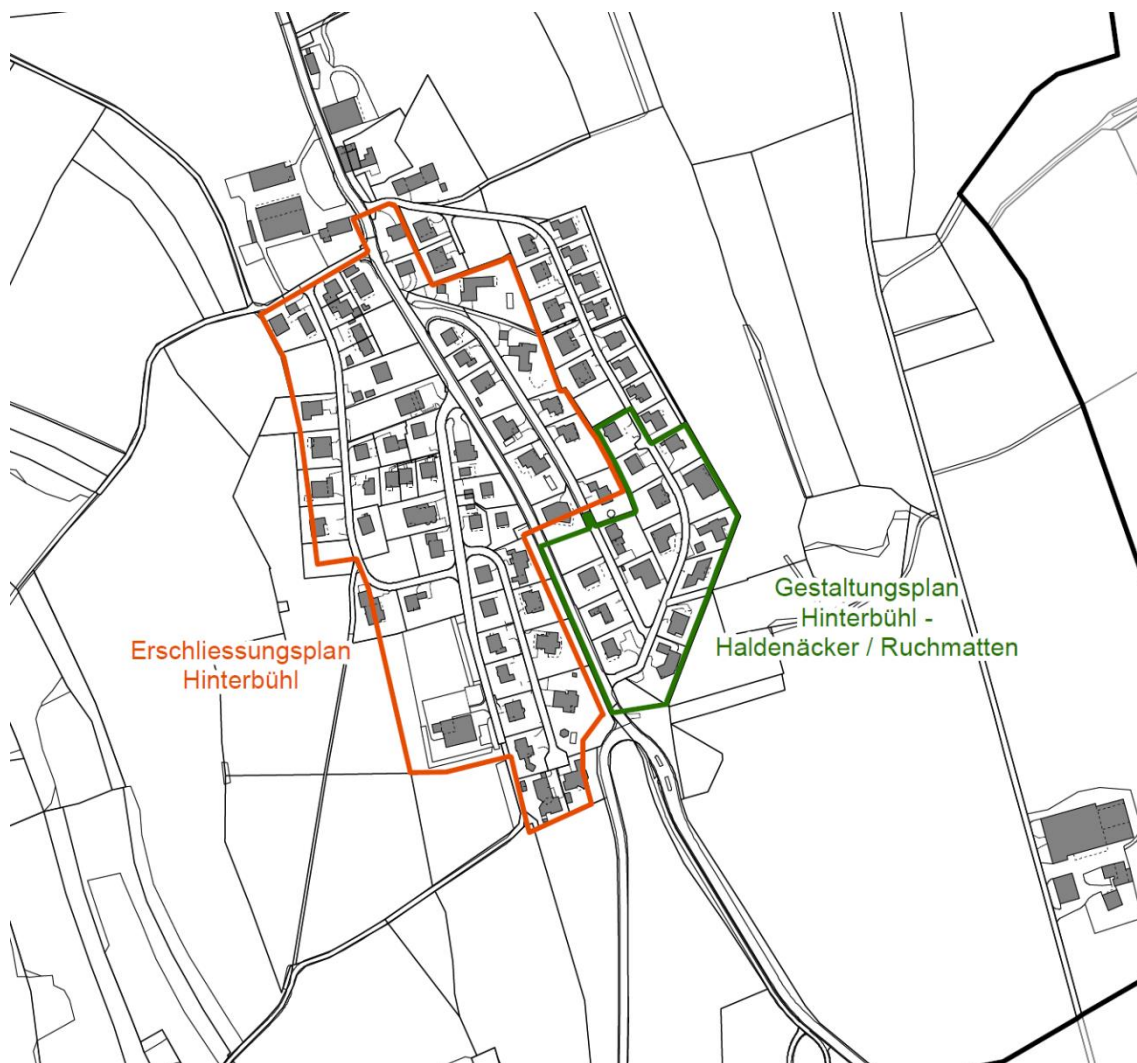 Erschliessungsplan
Hinterbühl
Gestaltungsplan
Hinterbühl -
Haldenäcker / Ruchmatten